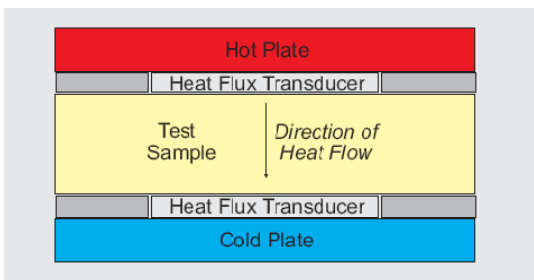 Hot Plate
Heat Flux Transducer
Test
Sample
Direction of
Heat Flow
Heat Flux Transducer
Cold Plate